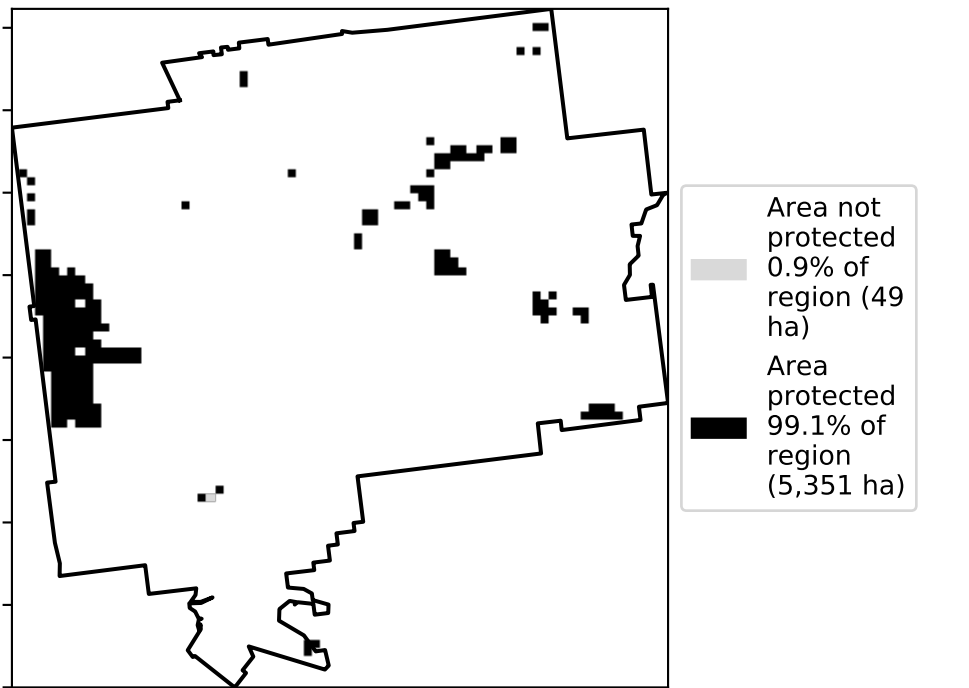 Area not
protected
0.9% of
region (49
ha)
Area
protected
99.1% of
region
(5,351 ha)